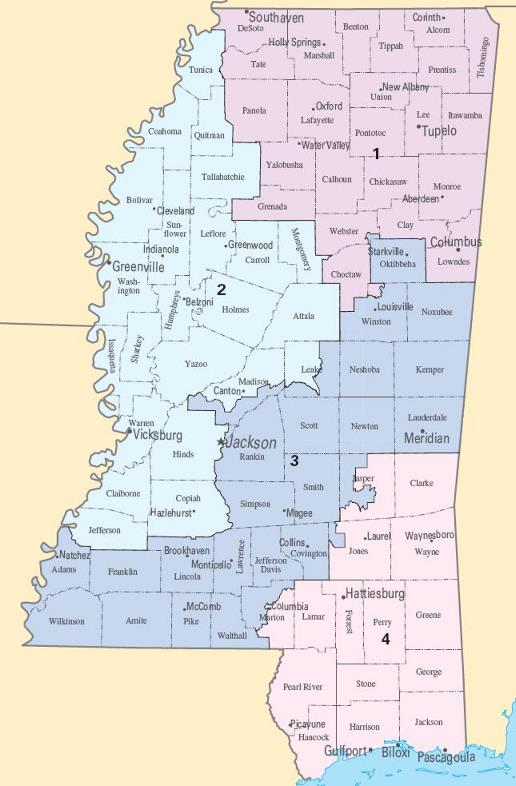 Southaven
DeSoto
Benton
Corinth
Alcorn
Tippah
Holly Springs
Marshall
Tishomingo
Tunica
Tate
Prentiss
New Albany
Union
Panola
Oxford
Lafayette
Lee
Itawamba
Coahoma
Quitman
Pontotoc
Tupelo
Water Valley
1
Yalobusha
Tallahatchie
Calhoun
Chickasaw
Monroe
Aberdeen
Bolivar
Cleveland
Grenada
Sun-
flower
Leflore
Webster
Clay
Montgomery
Greenwood
Carroll
Indianola
Starkville
Oktibbeha
Columbus
Lowndes
Greenville
Choctaw
Wash-
ington
2
Humphreys
Belzoni
Holmes
Attala
Louisville
Winston
Noxubee
Issaquena
Sharkey
Yazoo
Leake
Neshoba
Kemper
Madison
Canton
Warren
Vicksburg
Jackson
Hinds
Rankin
3
Scott
Newton
Lauderdale
Meridian
Claiborne
Copiah
Hazlehurst
Simpson
Smith
Jasper
Clarke
Magee
Jefferson
Natchez
Adams
Franklin
Brookhaven
Lincoln
Monticello
Lawrence
Jefferson
Davis
Collins
Covington
Laurel
Jones
Waynesboro
Wayne
Wilkinson
Amite
McComb
Pike
Walthall
Columbia
Marion
Lamar
Hattiesburg
Forrest
Perry
4
Greene
George
Pearl River
Stone
Picayune
Hancock
Harrison
Jackson
Gulfport
Biloxi
Pascagoula